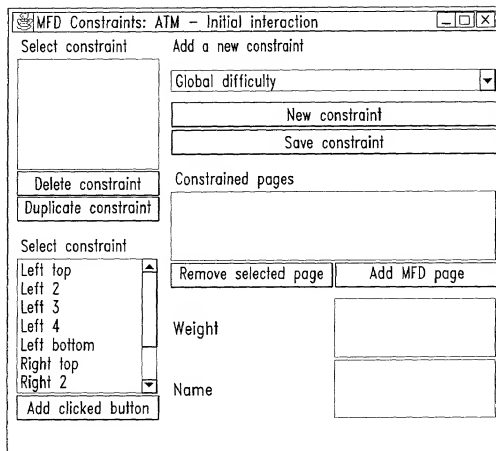 MFD Constraints: ATM – Initial interaction
Select constraint
Add a new constraint
Global difficulty
New constraint
Save constraint
Delete constraint
Duplicate constraint
Constrained pages
Remove selected page
Add MFD page
Select constraint
Left top
Left 2
Left 3
Left 4
Left bottom
Right top
Right 2
Add clicked button
Weight
Name